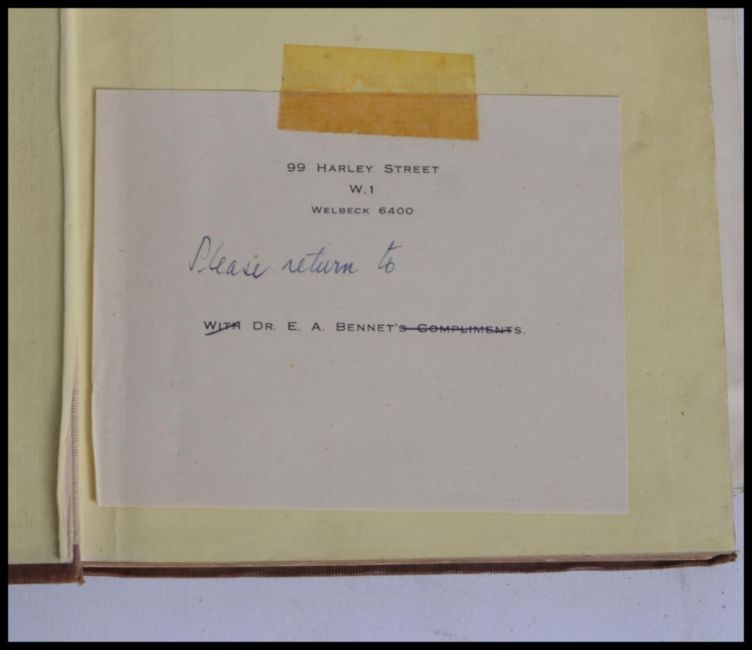 99 HARLEY STREET
W.1
WELBECK 6400
Please return to
WITH DR. E. A. BENNET'S COMPLIMENTS.